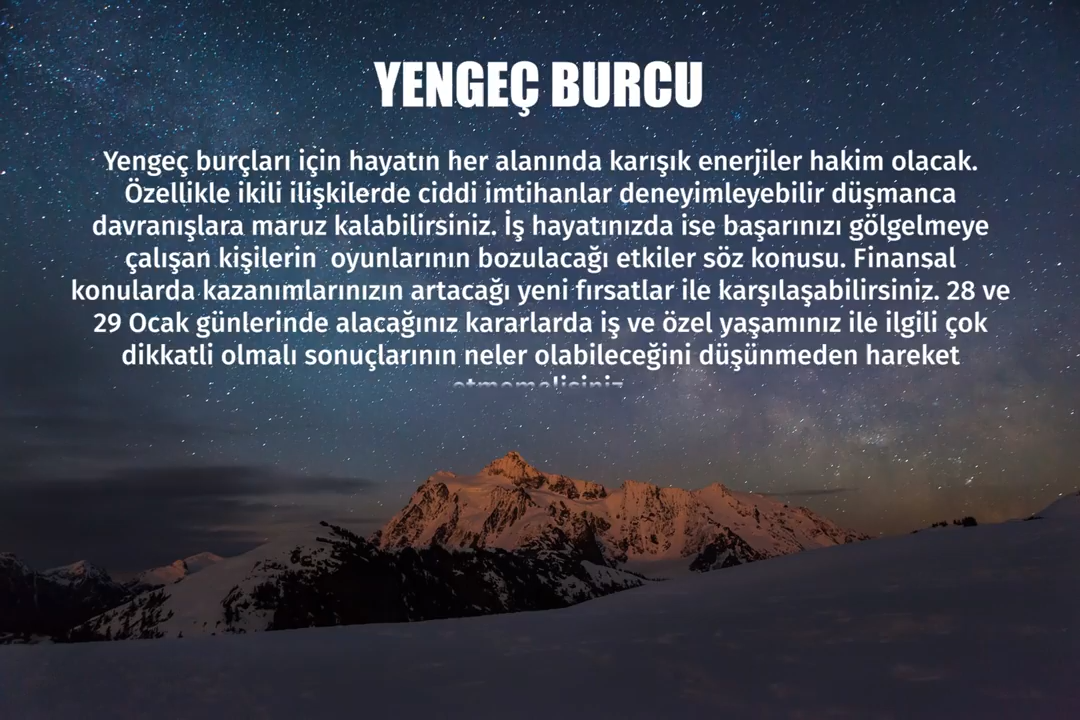 YENGEÇ BURCU
Yengeç burçları için hayatın her alanında karışık enerjiler hakim olacak.
Özellikle ikili ilişkilerde ciddi imtihanlar deneyimleyebilir düşmanca
davranışlara maruz kalabilirsiniz. İş hayatınızda ise başarınızı gölgelmeye
çalışan kişilerin  oyunlarının bozulacağı etkiler söz konusu. Finansal
konularda kazanımlarınızın artacağı yeni fırsatlar ile karşılaşabilirsiniz. 28 ve
29 Ocak günlerinde alacağınız kararlarda iş ve özel yaşamınız ile ilgili çok
dikkatli olmalı sonuçlarının neler olabileceğini düşünmeden hareket